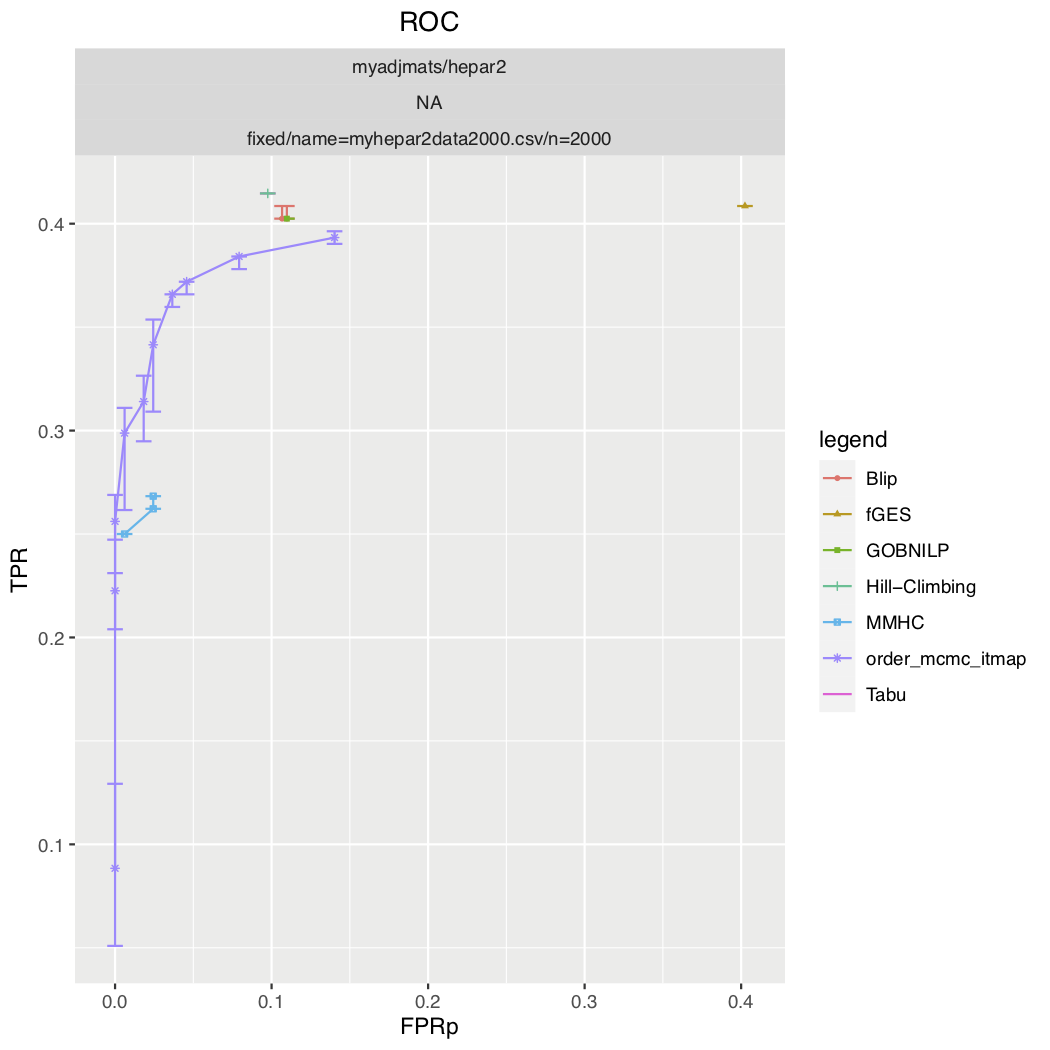 ROC
myadjmats/hepar2
NA
fixed/name=myhepar2data2000.csv/n=2000
TPR
0.4
0.3
0.2
0.1
0.0
0.1
0.2
0.3
0.4
FPRp
legend
Blip
fGES
GOBNILP
Hill−Climbing
MMHC
order_mcmc_itmap
Tabu